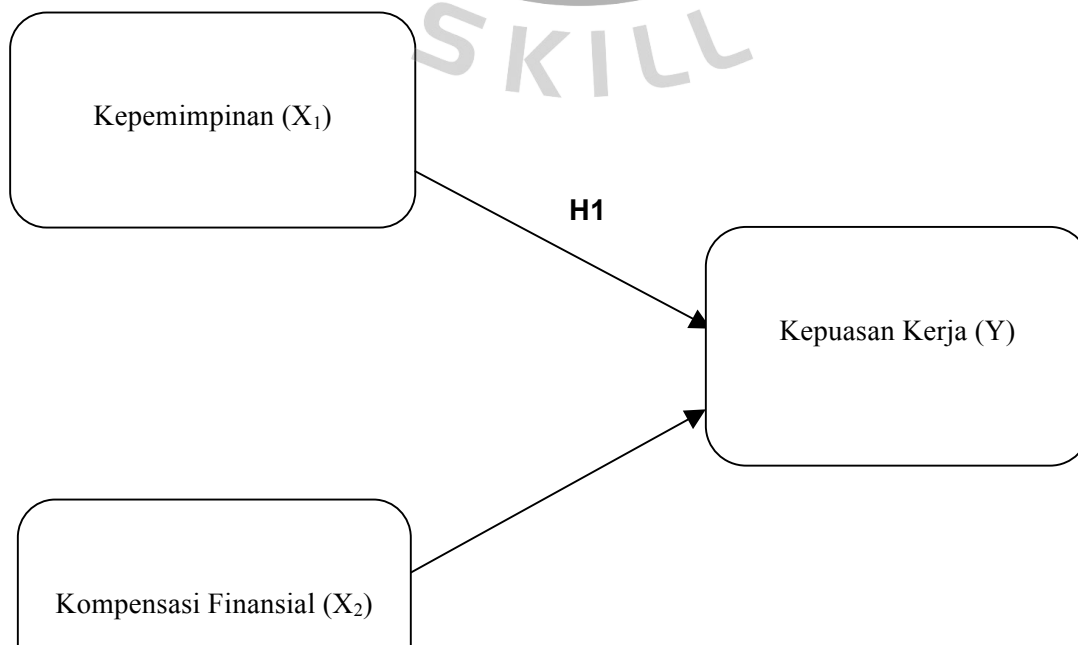 SKILL
Kepemimpinan (X₁)
H1
Kepuasan Kerja (Y)
Kompensasi Finansial (X₂)